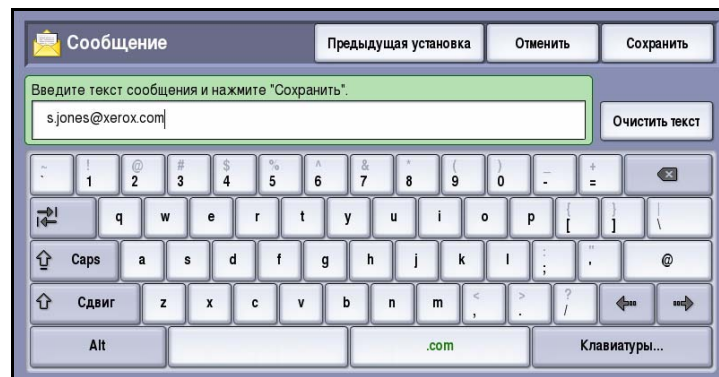 Сообщение Предыдущая установка Отменить Сохранить
Введите текст сообщения и нажмите "Сохранить".
s.jones@xerox.com Очистить текст
~ ! @ # $ % ^ & * ( ) _ +
` 1 2 3 4 5 6 7 8 9 0 - =
q w e r t y u i o p { [ } ] | \
Caps a s d f g h j k l : ; " ' @
Сдвиг z x c v b n m < , > . ? /
Alt .com Клавиатуры...